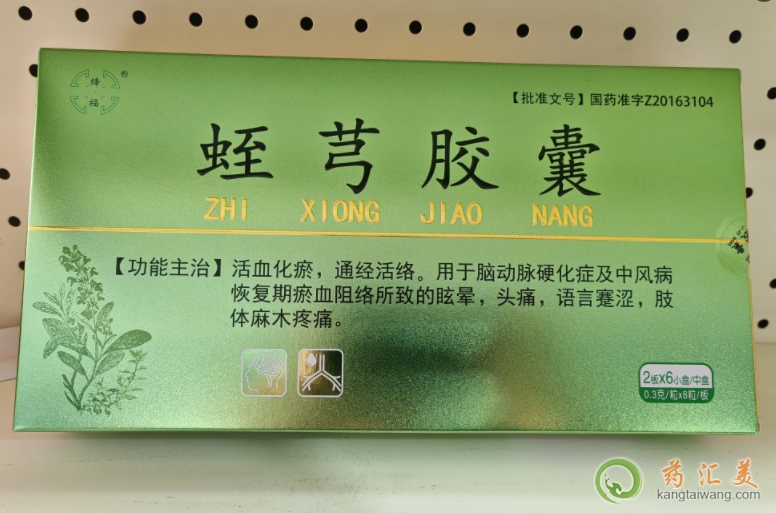 绛福®
【批准文号】国药准字Z20163104
蛭芎胶囊
ZHI XIONG JIAO NANG
【功能主治】活血化瘀，通经活络。用于脑动脉硬化症及中风病
恢复期瘀血阻络所致的眩晕，头痛，语言蹇涩，肢
体麻木疼痛。
2板X6小盒/中盒
0.3克/粒x8粒/板
药汇美
kangtaiwang.com